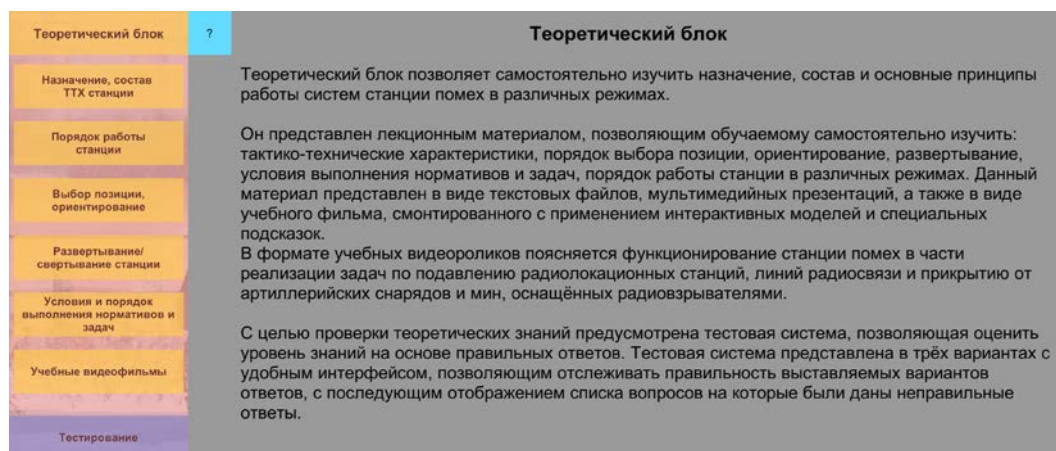 Теоретический блок
?
Назначение, состав
ТТХ станции
Порядок работы
станции
Выбор позиции,
ориентирование
Развертывание/
свертывание станции
Условия и порядок
выполнения нормативов и
задач
Учебные видеофильмы
Тестирование
Теоретический блок
Теоретический блок позволяет самостоятельно изучить назначение, состав и основные принципы
работы систем станции помех в различных режимах.
Он представлен лекционным материалом, позволяющим обучаемому самостоятельно изучить:
тактико-технические характеристики, порядок выбора позиции, ориентирование, развертывание,
условия выполнения нормативов и задач, порядок работы станции в различных режимах. Данный
материал представлен в виде текстовых файлов, мультимедийных презентаций, а также в виде
учебного фильма, смонтированного с применением интерактивных моделей и специальных
подсказок.
В формате учебных видеороликов поясняется функционирование станции помех в части
реализации задач по подавлению радиолокационных станций, линий радиосвязи и прикрытию от
артиллерийских снарядов и мин, оснащённых радиовзрывателями.
С целью проверки теоретических знаний предусмотрена тестовая система, позволяющая оценить
уровень знаний на основе правильных ответов. Тестовая система представлена в трёх вариантах с
удобным интерфейсом, позволяющим отслеживать правильность выставляемых вариантов
ответов, с последующим отображением списка вопросов на которые были даны неправильные
ответы.